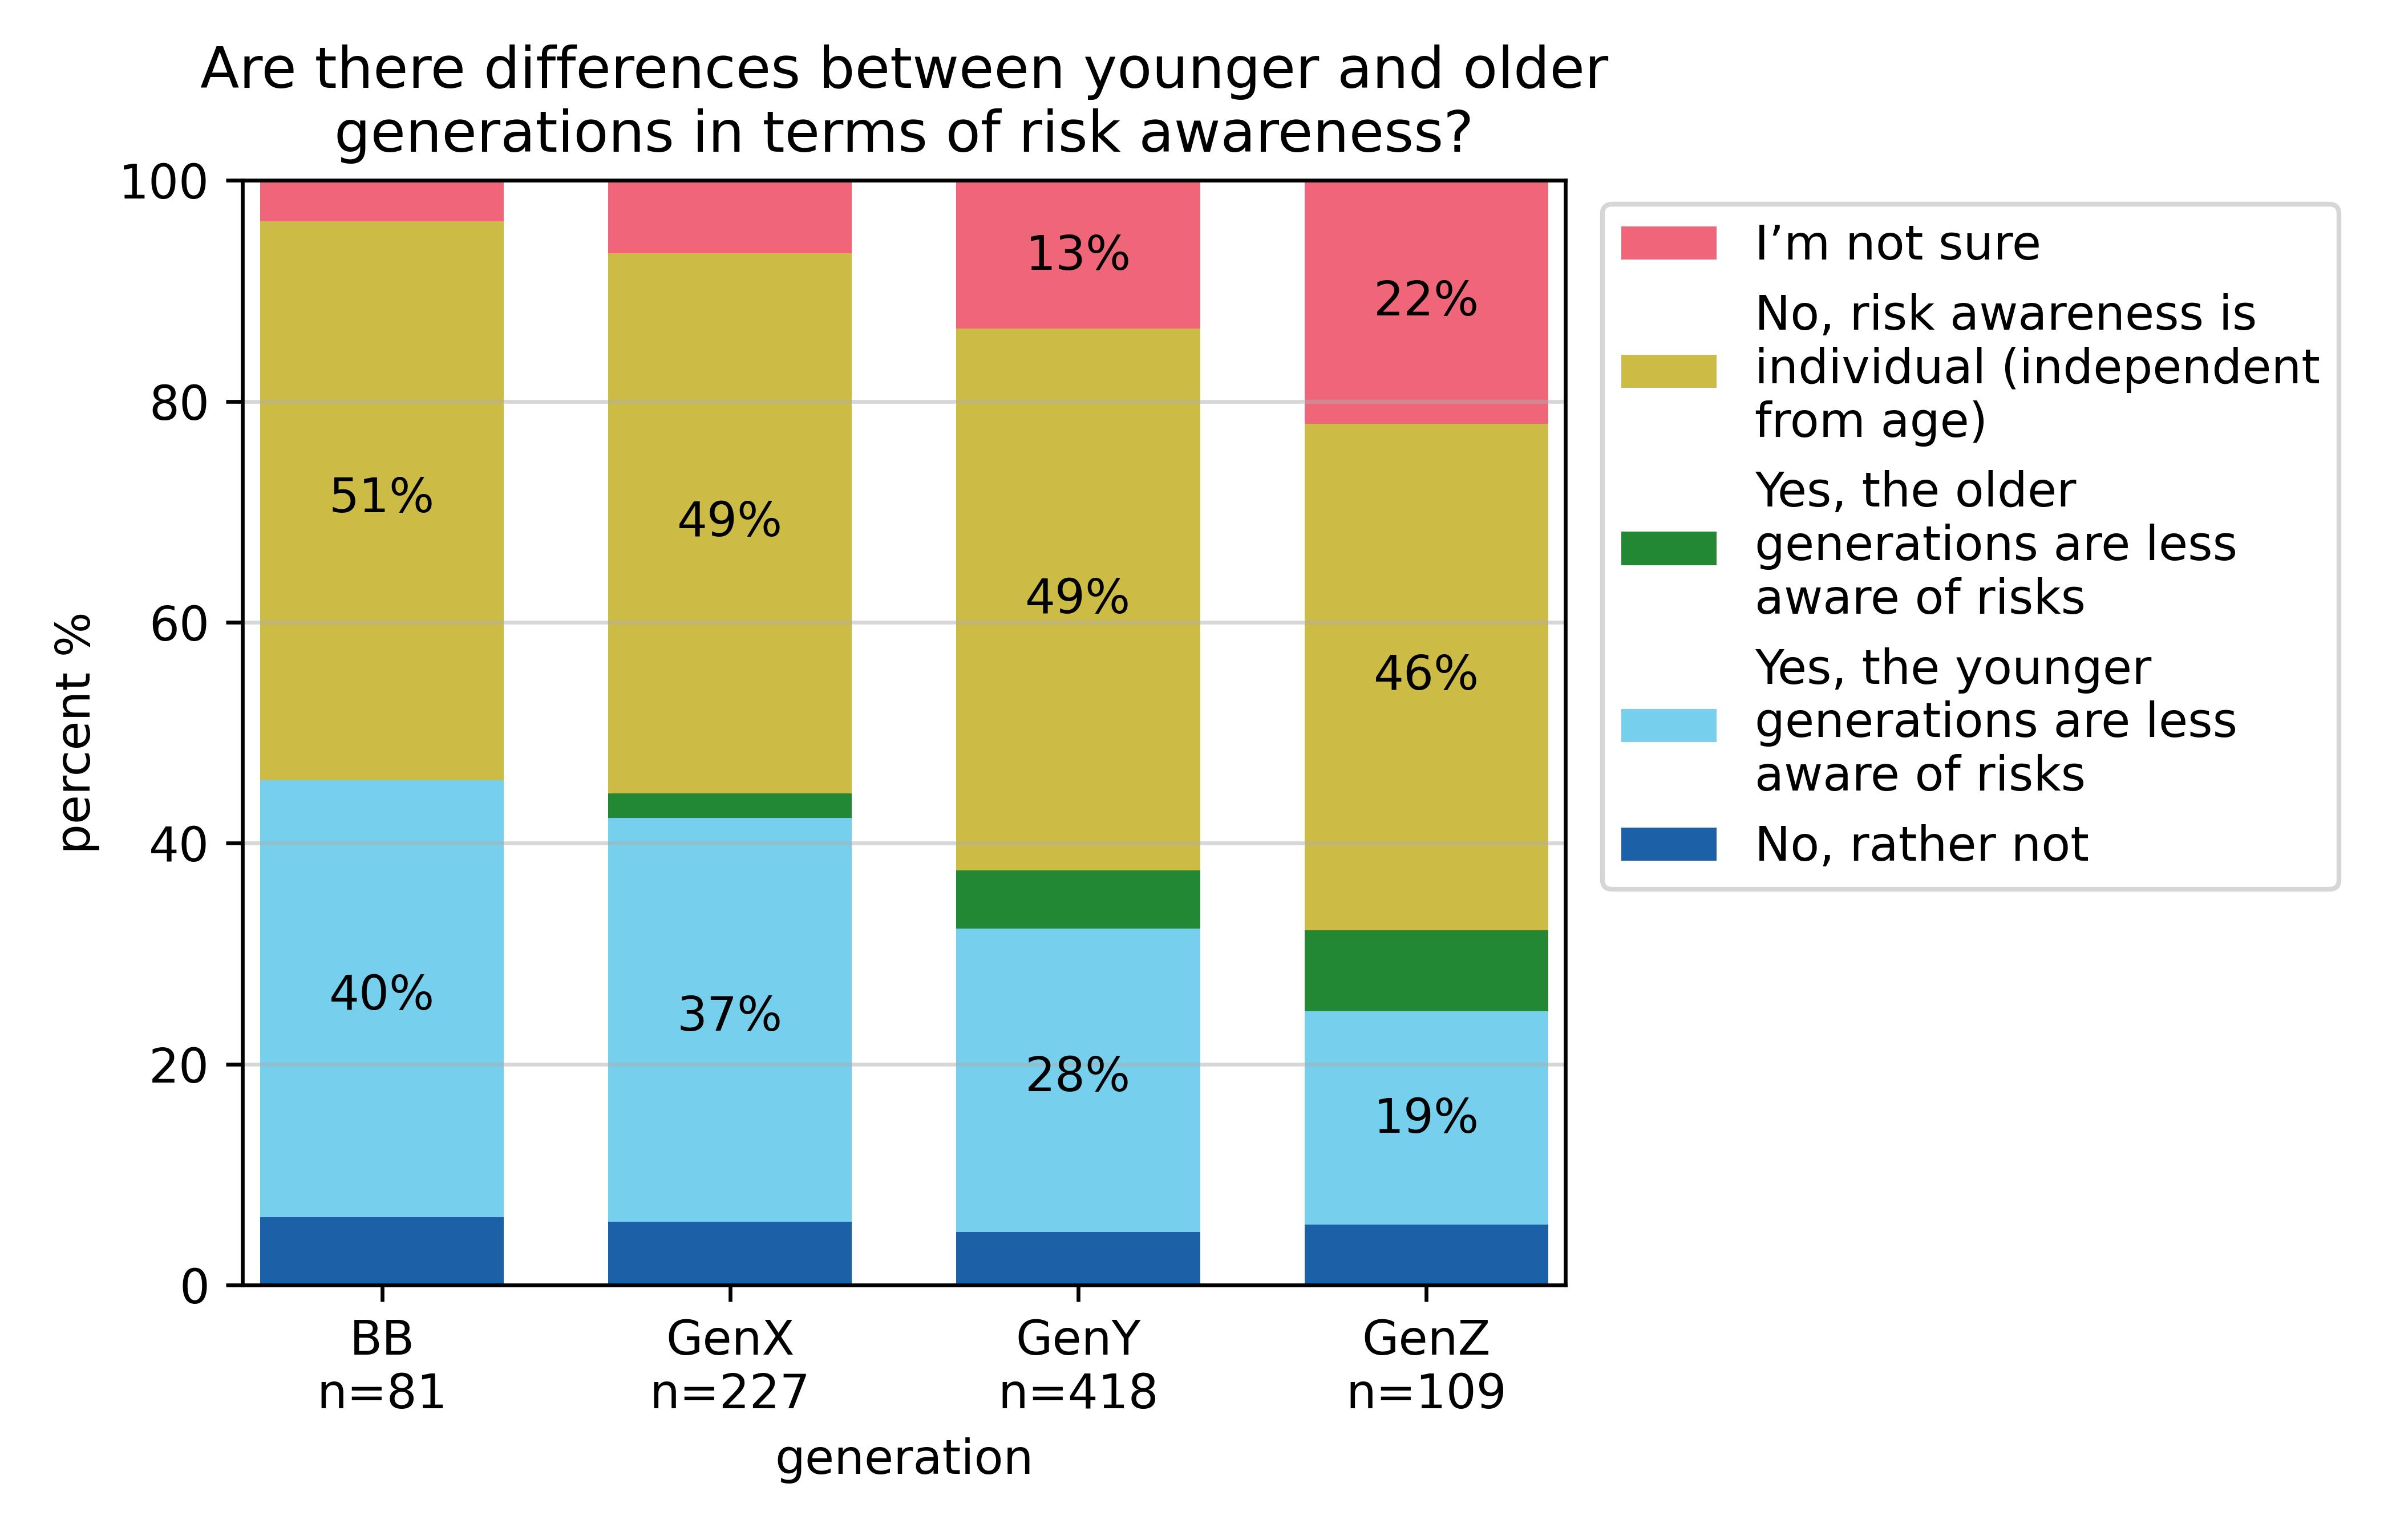 Are there differences between younger and older
generations in terms of risk awareness?
percent %
100
80
60
40
20
0
51%
40%
49%
37%
13%
49%
28%
22%
46%
19%
BB
n=81
GenX
n=227
GenY
n=418
GenZ
n=109
generation
I’m not sure
No, risk awareness is
individual (independent
from age)
Yes, the older
generations are less
aware of risks
Yes, the younger
generations are less
aware of risks
No, rather not